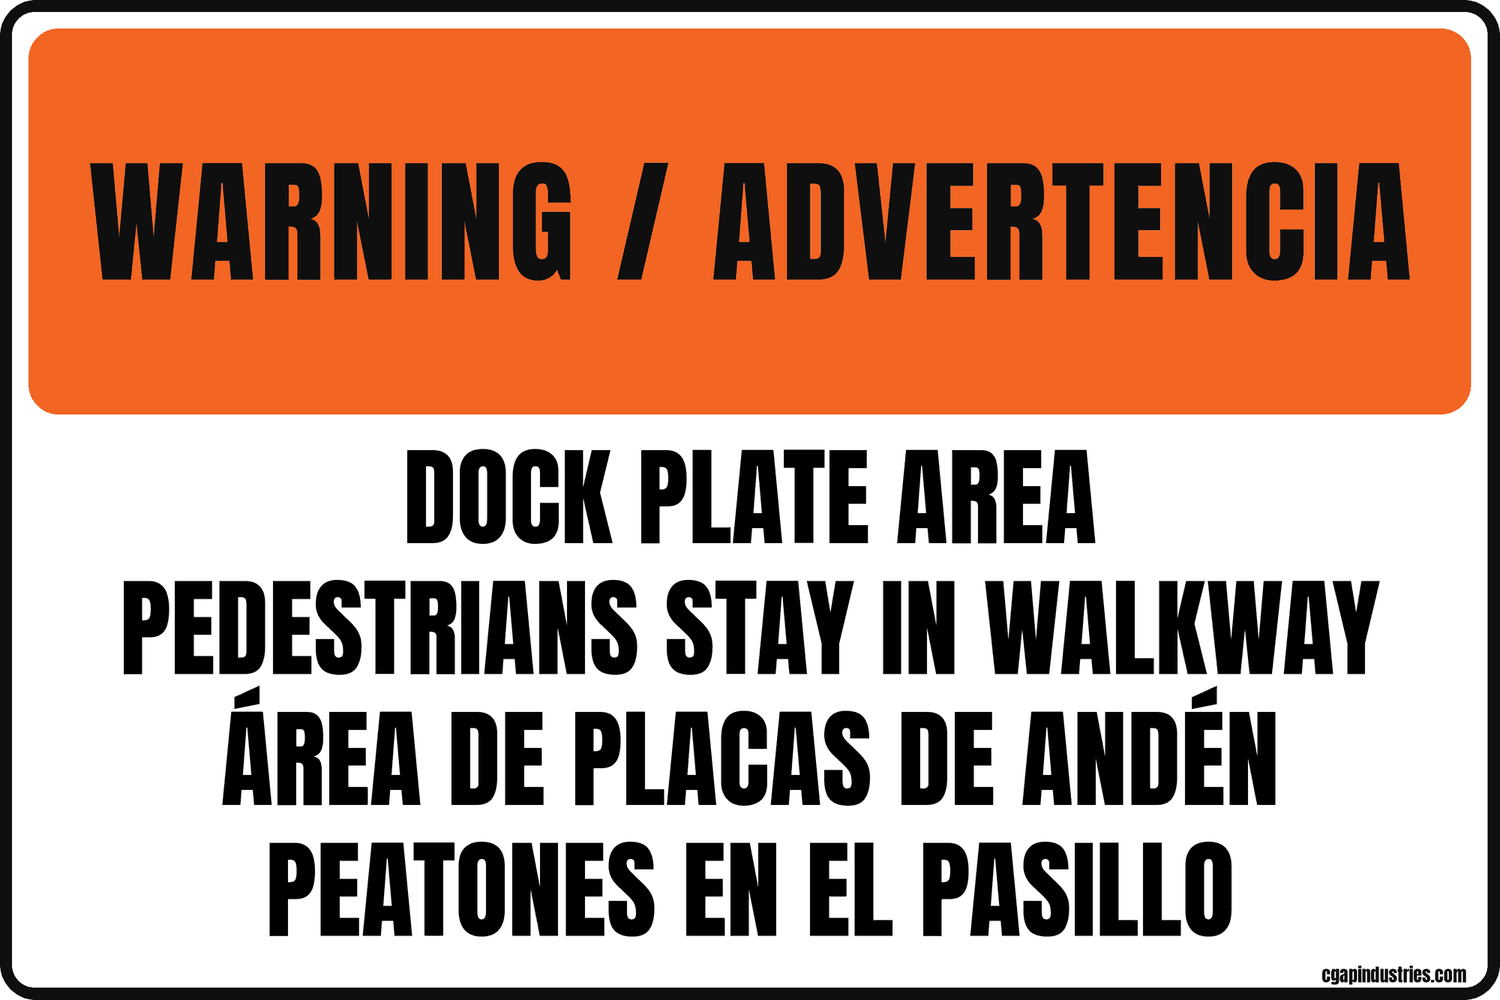 WARNING / ADVERTENCIA
DOCK PLATE AREA
PEDESTRIANS STAY IN WALKWAY
ÁREA DE PLACAS DE ANDÉN
PEATONES EN EL PASILLO
cgapindustries.com